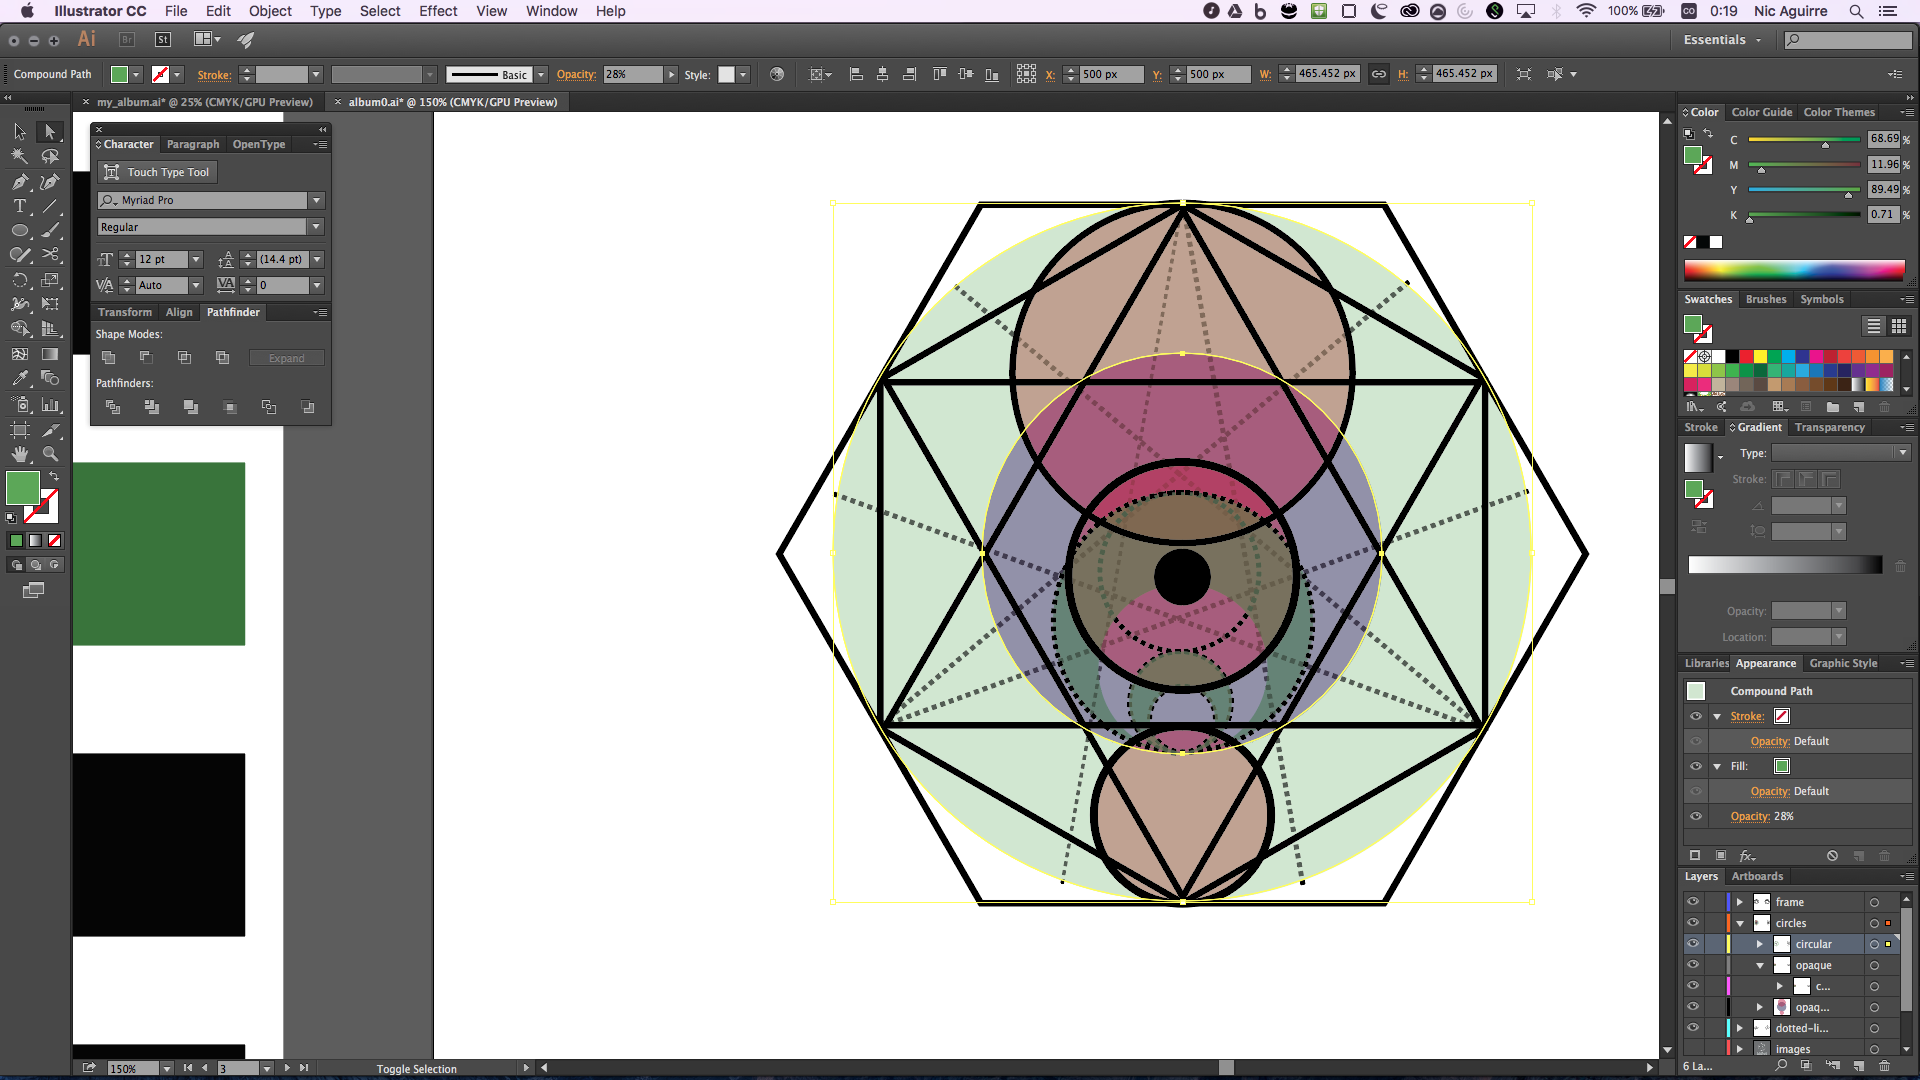 Illustrator CC File Edit Object Type Select Effect View Window Help 100% 0:19 Nic Aguirre
Ai Br St Essentials
Compound Path Stroke: Basic Opacity: 28% Style: X: 500 px Y: 500 px W: 465.452 px H: 465.452 px
my_album.ai* @ 25% (CMYK/GPU Preview) album0.ai* @ 150% (CMYK/GPU Preview)
Character Paragraph OpenType
Touch Type Tool
Myriad Pro
Regular
12 pt (14.4 pt)
Auto 0
Transform Align Pathfinder
Shape Modes:
Expand
Pathfinders:
Color Color Guide Color Themes
C 68.69 %
M 11.96 %
Y 89.49 %
K 0.71 %
Swatches Brushes Symbols
Stroke Gradient Transparency
Type:
Stroke:
Opacity:
Location:
Libraries Appearance Graphic Style
Compound Path
Stroke:
Opacity: Default
Fill:
Opacity: Default
Opacity: 28%
fx
Layers Artboards
frame
circles
circular
opaque
c...
opaq...
dotted-li...
images
6 La...
150% 3 Toggle Selection